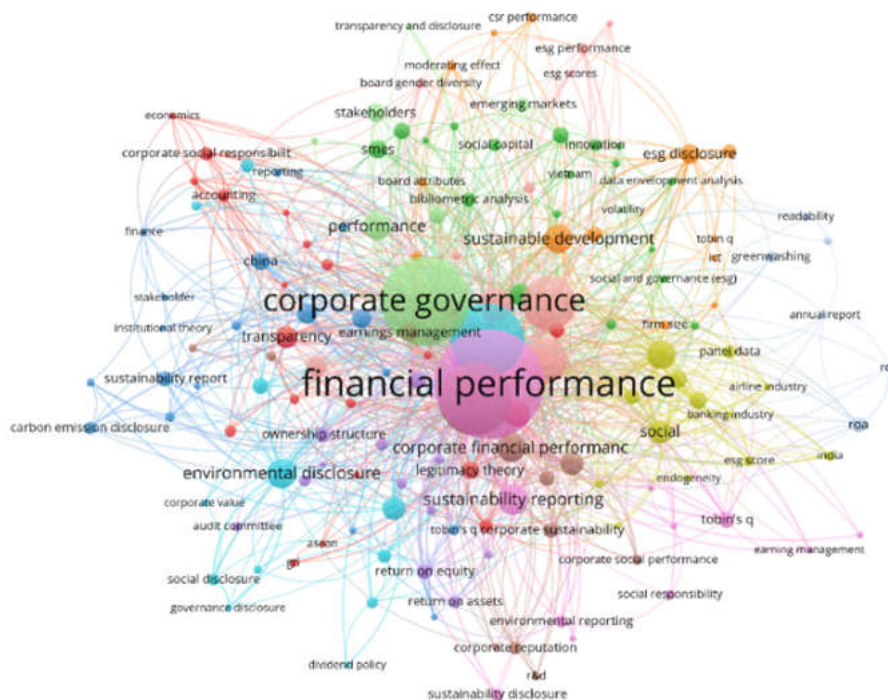 csr performance
transparency and disclosure
esg performance
moderating effect
esg scores
board gender diversity
emerging markets
economics
stakeholders
social capital
innovation
smes
corporate social responsibilit
esg disclosure
reporting
vietnam
board attributes
data envelopment analysis
accounting
bibliometric analysis
volatility
readability
performance
finance
sustainable development
tobin q
ict
greenwashing
china
social and governance (esg)
stakeholder
corporate governance
annual report
institutional theory
earnings management
firm size
transparency
panel data
sustainability report
financial performance
airline industry
banking industry
carbon emission disclosure
ownership structure
social
roa
corporate financial performanc
esg score
india
environmental disclosure
legitimacy theory
endogeneity
corporate value
sustainability reporting
audit committee
tobin's q
corporate sustainability
tobin's q
asean
earning management
gri
corporate social performance
social disclosure
return on equity
social responsibility
governance disclosure
return on assets
environmental reporting
corporate reputation
dividend policy
r&d
sustainability disclosure